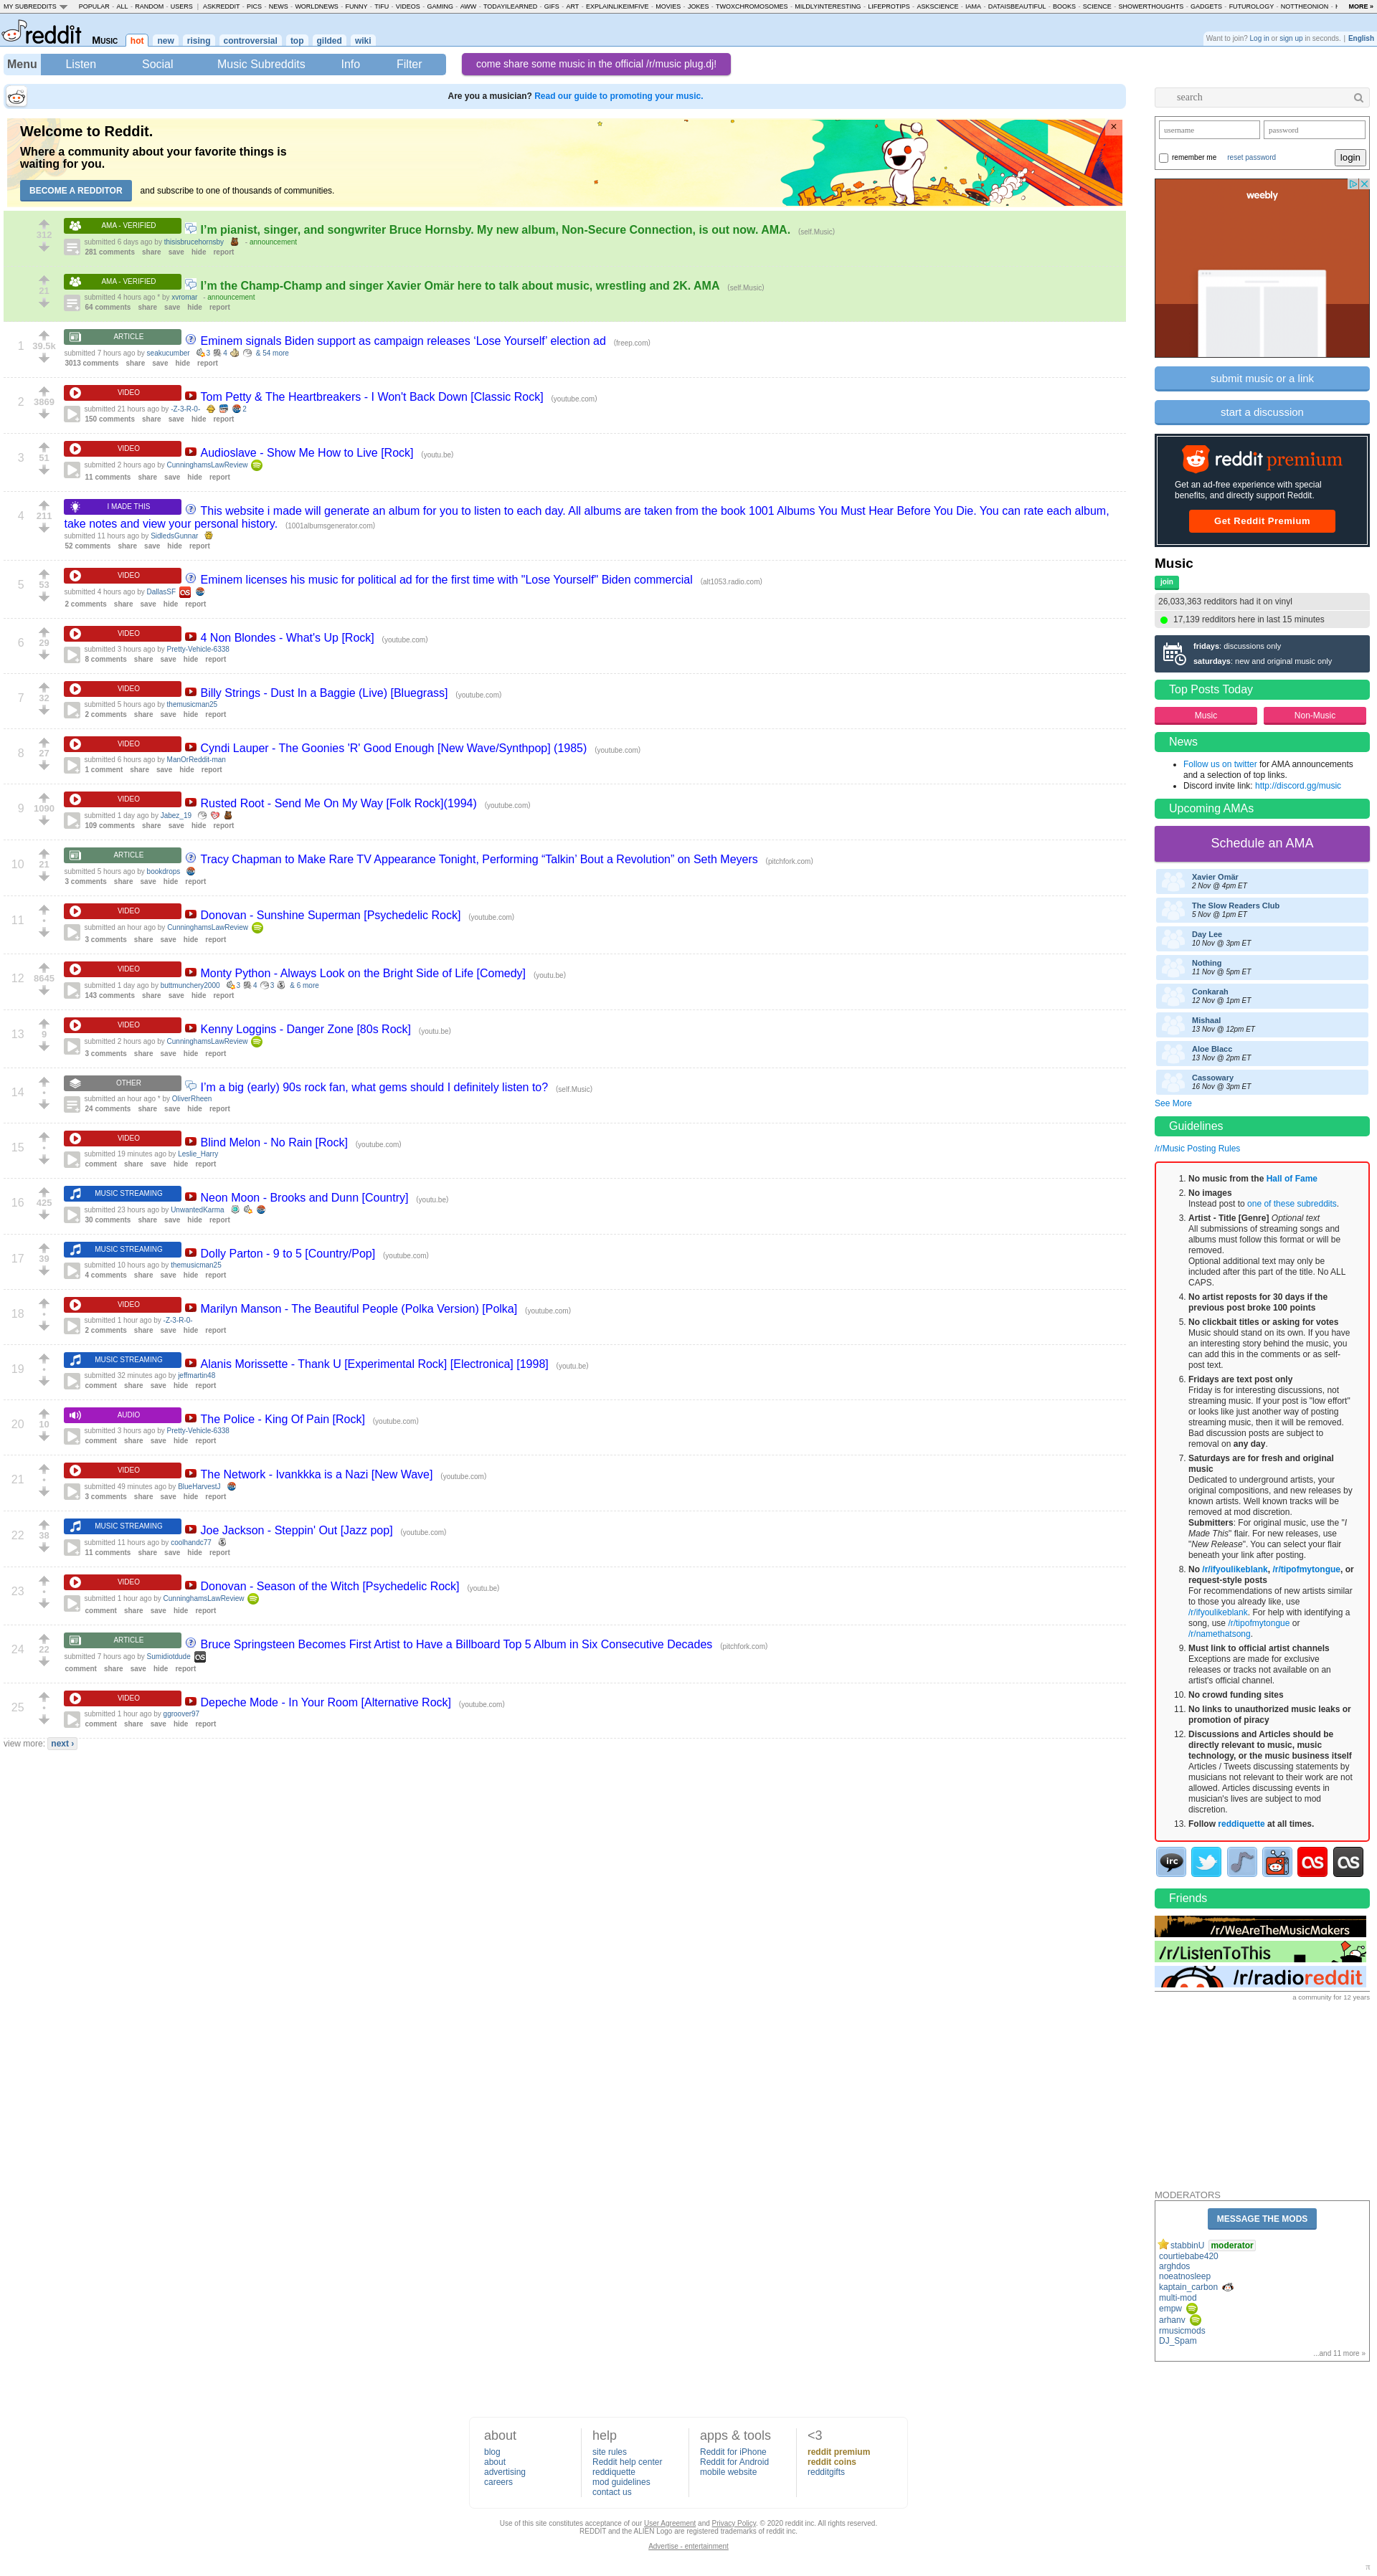 MY SUBREDDITS POPULAR - ALL - RANDOM - USERS | ASKREDDIT - PICS - NEWS - WORLDNEWS - FUNNY - TIFU - VIDEOS - GAMING - AWW - TODAYILEARNED - GIFS - ART - EXPLAINLIKEIMFIVE - MOVIES - JOKES - TWOXCHROMOSOMES - MILDLYINTERESTING - LIFEPROTIPS - ASKSCIENCE - IAMA - DATAISBEAUTIFUL - BOOKS - SCIENCE - SHOWERTHOUGHTS - GADGETS - FUTUROLOGY - NOTTHEONION - MORE »
reddit MUSIC hot new rising controversial top gilded wiki
Want to join? Log in or sign up in seconds. | English
Menu Listen Social Music Subreddits Info Filter
come share some music in the official /r/music plug.dj!
Are you a musician? Read our guide to promoting your music.
Welcome to Reddit.
Where a community about your favorite things is
waiting for you.
BECOME A REDDITOR and subscribe to one of thousands of communities.
312
AMA - VERIFIED I'm pianist, singer, and songwriter Bruce Hornsby. My new album, Non-Secure Connection, is out now. AMA. (self.Music)
submitted 6 days ago by thisisbrucehornsby - announcement
281 comments share save hide report
21
AMA - VERIFIED I'm the Champ-Champ and singer Xavier Omär here to talk about music, wrestling and 2K. AMA (self.Music)
submitted 4 hours ago * by xvromar - announcement
64 comments share save hide report
1 39.5k
ARTICLE Eminem signals Biden support as campaign releases ‘Lose Yourself’ election ad (freep.com)
submitted 7 hours ago by seakucumber 3 4 & 54 more
3013 comments share save hide report
2 3869
VIDEO Tom Petty & The Heartbreakers - I Won't Back Down [Classic Rock] (youtube.com)
submitted 21 hours ago by -Z-3-R-0- 2
150 comments share save hide report
3 51
VIDEO Audioslave - Show Me How to Live [Rock] (youtu.be)
submitted 2 hours ago by CunninghamsLawReview
11 comments share save hide report
4 211
I MADE THIS This website i made will generate an album for you to listen to each day. All albums are taken from the book 1001 Albums You Must Hear Before You Die. You can rate each album,
take notes and view your personal history. (1001albumsgenerator.com)
submitted 11 hours ago by SidledsGunnar
52 comments share save hide report
5 53
VIDEO Eminem licenses his music for political ad for the first time with "Lose Yourself" Biden commercial (alt1053.radio.com)
submitted 4 hours ago by DallasSF
2 comments share save hide report
6 29
VIDEO 4 Non Blondes - What's Up [Rock] (youtube.com)
submitted 3 hours ago by Pretty-Vehicle-6338
8 comments share save hide report
7 32
VIDEO Billy Strings - Dust In a Baggie (Live) [Bluegrass] (youtube.com)
submitted 5 hours ago by themusicman25
2 comments share save hide report
8 27
VIDEO Cyndi Lauper - The Goonies 'R' Good Enough [New Wave/Synthpop] (1985) (youtube.com)
submitted 6 hours ago by ManOrReddit-man
1 comment share save hide report
9 1090
VIDEO Rusted Root - Send Me On My Way [Folk Rock](1994) (youtube.com)
submitted 1 day ago by Jabez_19
109 comments share save hide report
10 21
ARTICLE Tracy Chapman to Make Rare TV Appearance Tonight, Performing “Talkin’ Bout a Revolution” on Seth Meyers (pitchfork.com)
submitted 5 hours ago by bookdrops
3 comments share save hide report
11 •
VIDEO Donovan - Sunshine Superman [Psychedelic Rock] (youtube.com)
submitted an hour ago by CunninghamsLawReview
3 comments share save hide report
12 8645
VIDEO Monty Python - Always Look on the Bright Side of Life [Comedy] (youtu.be)
submitted 1 day ago by buttmunchery2000 3 4 3 & 6 more
143 comments share save hide report
13 9
VIDEO Kenny Loggins - Danger Zone [80s Rock] (youtu.be)
submitted 2 hours ago by CunninghamsLawReview
3 comments share save hide report
14 •
OTHER I'm a big (early) 90s rock fan, what gems should I definitely listen to? (self.Music)
submitted an hour ago * by OliverRheen
24 comments share save hide report
15 •
VIDEO Blind Melon - No Rain [Rock] (youtube.com)
submitted 19 minutes ago by Leslie_Harry
comment share save hide report
16 425
MUSIC STREAMING Neon Moon - Brooks and Dunn [Country] (youtu.be)
submitted 23 hours ago by UnwantedKarma
30 comments share save hide report
17 39
MUSIC STREAMING Dolly Parton - 9 to 5 [Country/Pop] (youtube.com)
submitted 10 hours ago by themusicman25
4 comments share save hide report
18 •
VIDEO Marilyn Manson - The Beautiful People (Polka Version) [Polka] (youtube.com)
submitted 1 hour ago by -Z-3-R-0-
2 comments share save hide report
19 •
MUSIC STREAMING Alanis Morissette - Thank U [Experimental Rock] [Electronica] [1998] (youtu.be)
submitted 32 minutes ago by jeffmartin48
comment share save hide report
20 10
AUDIO The Police - King Of Pain [Rock] (youtube.com)
submitted 3 hours ago by Pretty-Vehicle-6338
comment share save hide report
21 •
VIDEO The Network - Ivankkka is a Nazi [New Wave] (youtube.com)
submitted 49 minutes ago by BlueHarvestJ
3 comments share save hide report
22 38
MUSIC STREAMING Joe Jackson - Steppin' Out [Jazz pop] (youtube.com)
submitted 11 hours ago by coolhandc77
11 comments share save hide report
23 •
VIDEO Donovan - Season of the Witch [Psychedelic Rock] (youtu.be)
submitted 1 hour ago by CunninghamsLawReview
comment share save hide report
24 22
ARTICLE Bruce Springsteen Becomes First Artist to Have a Billboard Top 5 Album in Six Consecutive Decades (pitchfork.com)
submitted 7 hours ago by Sumidiotdude
comment share save hide report
25 •
VIDEO Depeche Mode - In Your Room [Alternative Rock] (youtube.com)
submitted 1 hour ago by ggroover97
comment share save hide report
view more: next ›
search
username password
remember me reset password login
weebly
submit music or a link
start a discussion
reddit premium
Get an ad-free experience with special
benefits, and directly support Reddit.
Get Reddit Premium
Music
join
26,033,363 redditors had it on vinyl
17,139 redditors here in last 15 minutes
fridays: discussions only
saturdays: new and original music only
Top Posts Today
Music Non-Music
News
• Follow us on twitter for AMA announcements
and a selection of top links.
• Discord invite link: http://discord.gg/music
Upcoming AMAs
Schedule an AMA
Xavier Omär
2 Nov @ 4pm ET
The Slow Readers Club
5 Nov @ 1pm ET
Day Lee
10 Nov @ 3pm ET
Nothing
11 Nov @ 5pm ET
Conkarah
12 Nov @ 1pm ET
Mishaal
13 Nov @ 12pm ET
Aloe Blacc
13 Nov @ 2pm ET
Cassowary
16 Nov @ 3pm ET
See More
Guidelines
/r/Music Posting Rules
1. No music from the Hall of Fame
2. No images
Instead post to one of these subreddits.
3. Artist - Title [Genre] Optional text
All submissions of streaming songs and
albums must follow this format or will be
removed.
Optional additional text may only be
included after this part of the title. No ALL
CAPS.
4. No artist reposts for 30 days if the
previous post broke 100 points
5. No clickbait titles or asking for votes
Music should stand on its own. If you have
an interesting story behind the music, you
can add this in the comments or as self-
post text.
6. Fridays are text post only
Friday is for interesting discussions, not
streaming music. If your post is "low effort"
or looks like just another way of posting
streaming music, then it will be removed.
Bad discussion posts are subject to
removal on any day.
7. Saturdays are for fresh and original
music
Dedicated to underground artists, your
original compositions, and new releases by
known artists. Well known tracks will be
removed at mod discretion.
Submitters: For original music, use the "I
Made This" flair. For new releases, use
"New Release". You can select your flair
beneath your link after posting.
8. No /r/ifyoulikeblank, /r/tipofmytongue, or
request-style posts
For recommendations of new artists similar
to those you already like, use
/r/ifyoulikeblank. For help with identifying a
song, use /r/tipofmytongue or
/r/namethatsong.
9. Must link to official artist channels
Exceptions are made for exclusive
releases or tracks not available on an
artist's official channel.
10. No crowd funding sites
11. No links to unauthorized music leaks or
promotion of piracy
12. Discussions and Articles should be
directly relevant to music, music
technology, or the music business itself
Articles / Tweets discussing statements by
musicians not relevant to their work are not
allowed. Articles discussing events in
musician's lives are subject to mod
discretion.
13. Follow reddiquette at all times.
irc
Friends
/r/WeAreTheMusicMakers
/r/ListenToThis
/r/radioreddit
a community for 12 years
MODERATORS
MESSAGE THE MODS
stabbinU moderator
courtiebabe420
arghdos
noeatnosleep
kaptain_carbon
multi-mod
empw
arhanv
rmusicmods
DJ_Spam
...and 11 more »
about
blog
about
advertising
careers
help
site rules
Reddit help center
reddiquette
mod guidelines
contact us
apps & tools
Reddit for iPhone
Reddit for Android
mobile website
<3
reddit premium
reddit coins
redditgifts
Use of this site constitutes acceptance of our User Agreement and Privacy Policy. © 2020 reddit inc. All rights reserved.
REDDIT and the ALIEN Logo are registered trademarks of reddit inc.
Advertise - entertainment